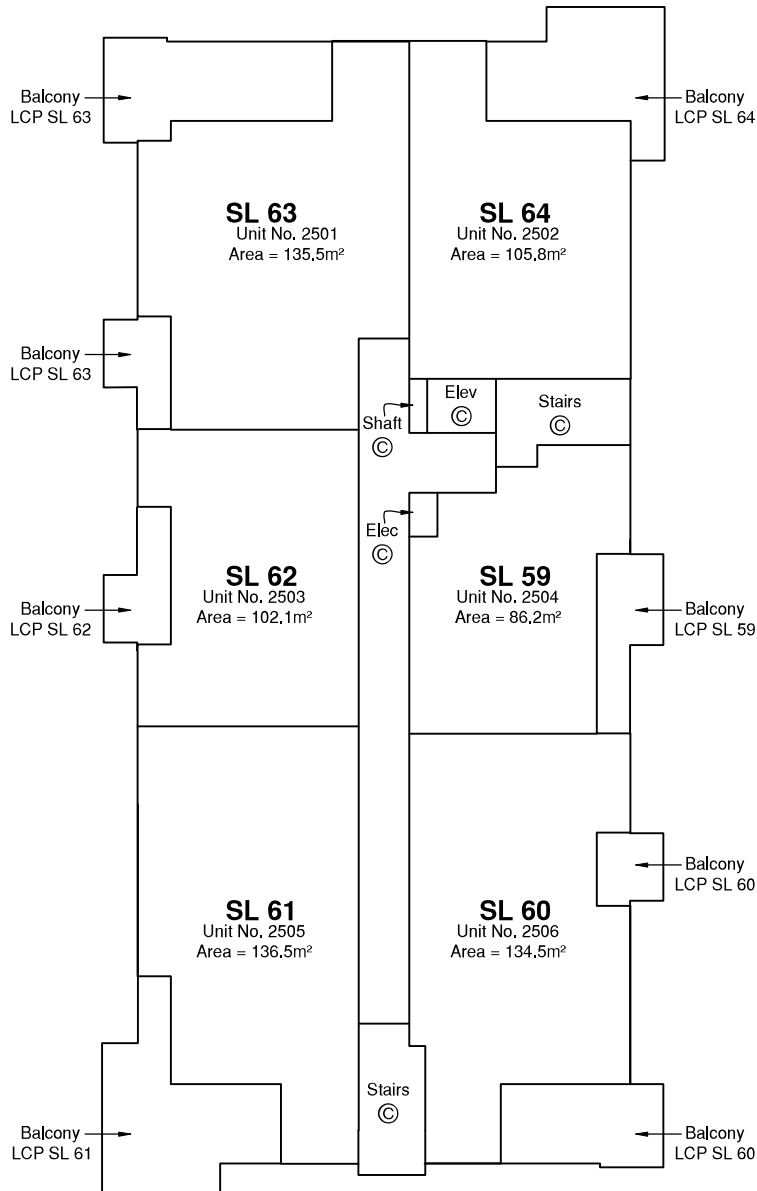 Balcony
LCP SL 63
Balcony
LCP SL 64
SL 63
Unit No. 2501
Area = 135.5m²
SL 64
Unit No. 2502
Area = 105.8m²
Balcony
LCP SL 63
Elev
©
Stairs
©
Shaft
©
Elec
©
SL 62
Unit No. 2503
Area = 102.1m²
SL 59
Unit No. 2504
Area = 86.2m²
Balcony
LCP SL 62
Balcony
LCP SL 59
Balcony
LCP SL 60
SL 61
Unit No. 2505
Area = 136.5m²
SL 60
Unit No. 2506
Area = 134.5m²
Stairs
©
Balcony
LCP SL 61
Balcony
LCP SL 60